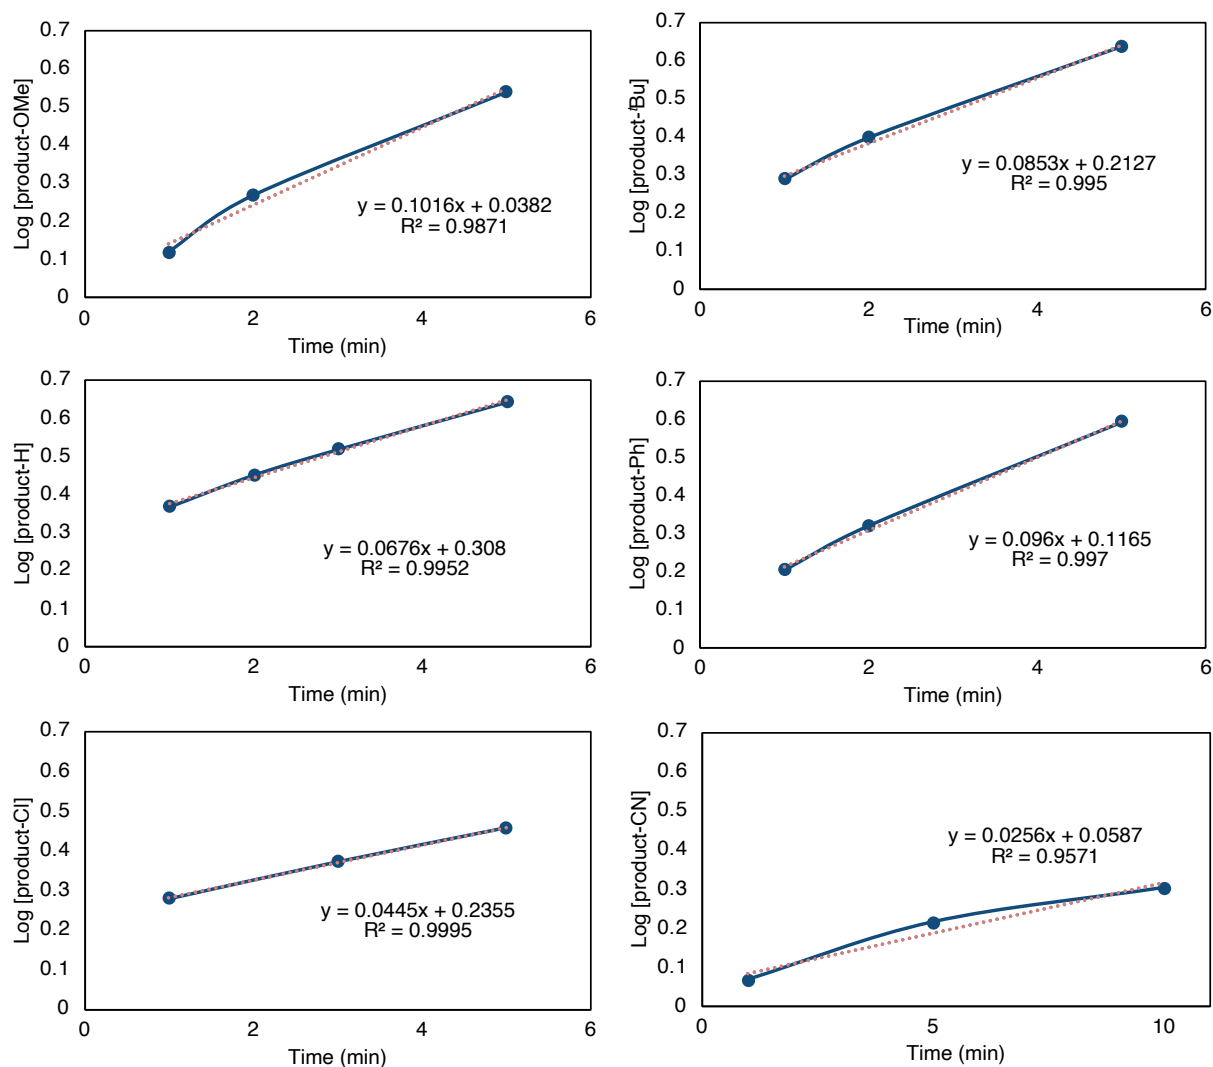 0.7
0.6
0.5
0.4
0.3
0.2
0.1
0
Log [product-OMe]
y = 0.1016x + 0.0382
R² = 0.9871
0 2 4 6
Time (min)
0.7
0.6
0.5
0.4
0.3
0.2
0.1
0
Log [product-ᵗBu]
y = 0.0853x + 0.2127
R² = 0.995
0 2 4 6
Time (min)
0.7
0.6
0.5
0.4
0.3
0.2
0.1
0
Log [product-H]
y = 0.0676x + 0.308
R² = 0.9952
0 2 4 6
Time (min)
0.7
0.6
0.5
0.4
0.3
0.2
0.1
0
Log [product-Ph]
y = 0.096x + 0.1165
R² = 0.997
0 2 4 6
Time (min)
0.7
0.6
0.5
0.4
0.3
0.2
0.1
0
Log [product-Cl]
y = 0.0445x + 0.2355
R² = 0.9995
0 2 4 6
Time (min)
0.7
0.6
0.5
0.4
0.3
0.2
0.1
0
Log [product-CN]
y = 0.0256x + 0.0587
R² = 0.9571
0 5 10
Time (min)